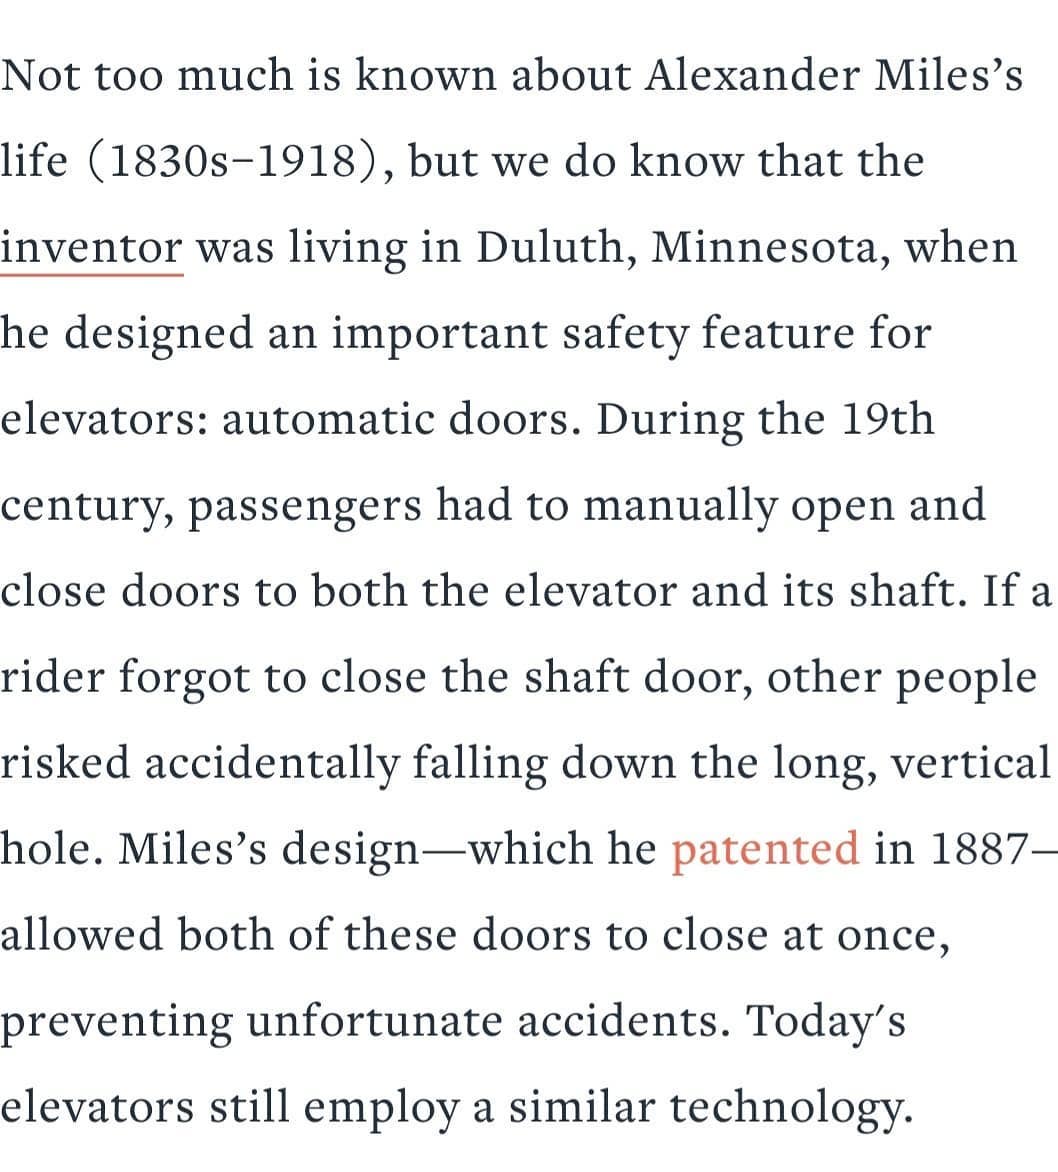 Not too much is known about Alexander Miles’s
life (1830s–1918), but we do know that the
inventor was living in Duluth, Minnesota, when
he designed an important safety feature for
elevators: automatic doors. During the 19th
century, passengers had to manually open and
close doors to both the elevator and its shaft. If a
rider forgot to close the shaft door, other people
risked accidentally falling down the long, vertical
hole. Miles’s design—which he patented in 1887—
allowed both of these doors to close at once,
preventing unfortunate accidents. Today's
elevators still employ a similar technology.